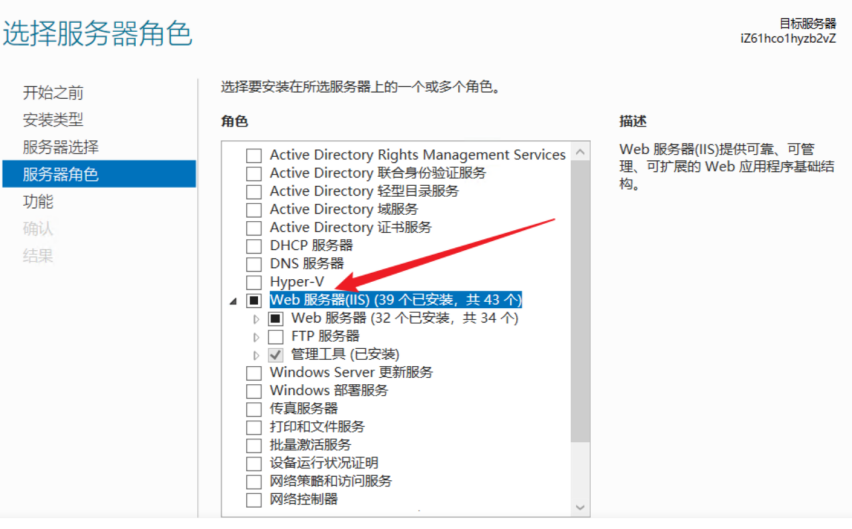 选择服务器角色
目标服务器
iZ61hco1hyzb2vZ
开始之前
安装类型
服务器选择
服务器角色
功能
确认
结果
选择要安装在所选服务器上的一个或多个角色。
角色
Active Directory Rights Management Services
Active Directory 联合身份验证服务
Active Directory 轻型目录服务
Active Directory 域服务
Active Directory 证书服务
DHCP 服务器
DNS 服务器
Hyper-V
Web 服务器(IIS) (39 个已安装，共 43 个)
Web 服务器 (32 个已安装，共 34 个)
FTP 服务器
管理工具 (已安装)
Windows Server 更新服务
Windows 部署服务
传真服务器
打印和文件服务
批量激活服务
设备运行状况证明
网络策略和访问服务
网络控制器
描述
Web 服务器(IIS)提供可靠、可管
理、可扩展的 Web 应用程序基础结
构。